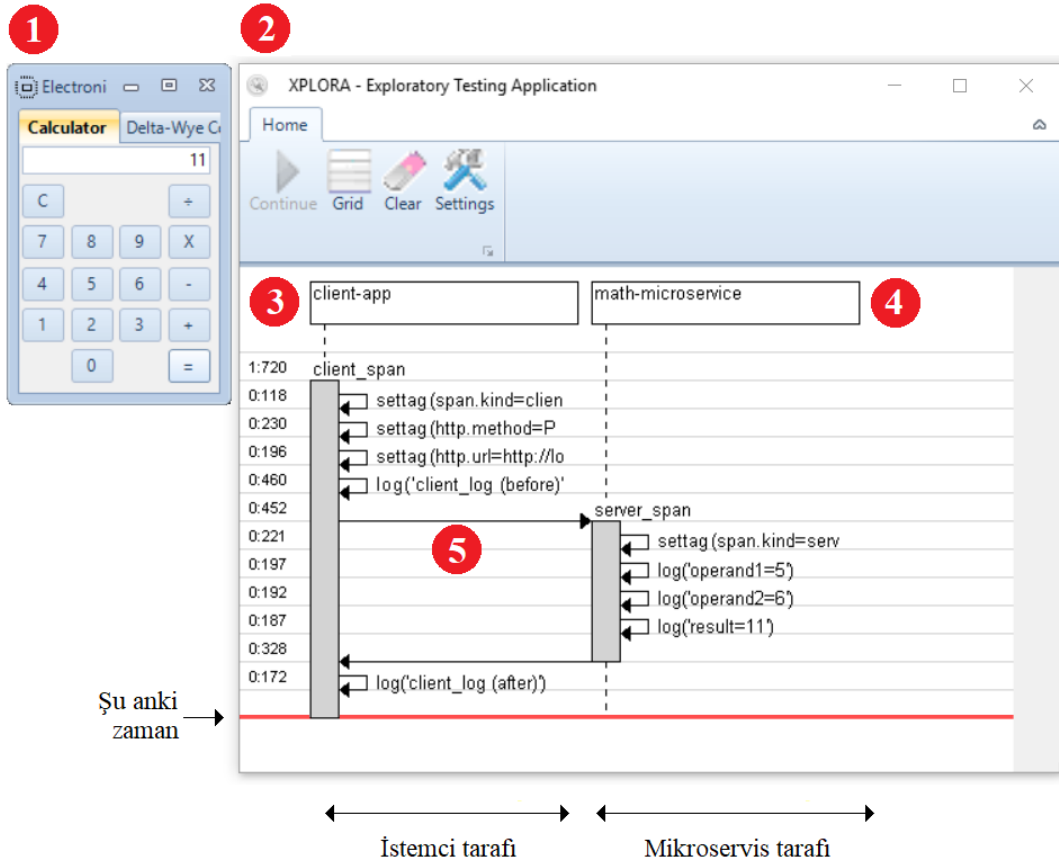 1
2
Electroni
XPLORA - Exploratory Testing Application
Calculator Delta-Wye C
Home
11
C ÷
7 8 9 X
4 5 6 -
1 2 3 +
0 =
Continue Grid Clear Settings
3
client-app
math-microservice
4
1:720 client_span
0:118 settag(span.kind=clien
0:230 settag(http.method=P
0:196 settag(http.url=http://lo
0:460 log('client_log (before)'
0:452 server_span
5
0:221 settag(span.kind=serv
0:197 log('operand1=5')
0:192 log('operand2=6')
0:187 log('result=11')
0:328
0:172 log('client_log (after)')
Şu anki
zaman
İstemci tarafı Mikroservis tarafı